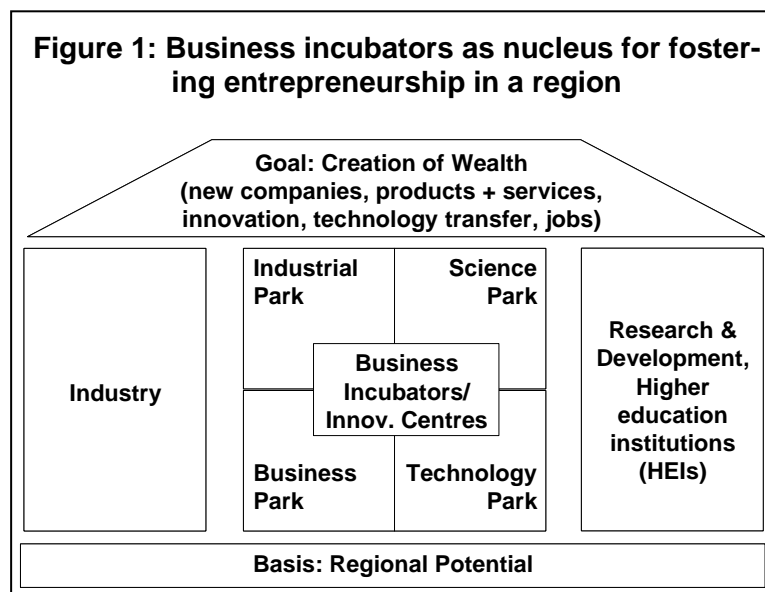 Figure 1: Business incubators as nucleus for foster-
ing entrepreneurship in a region
Goal: Creation of Wealth
(new companies, products + services,
innovation, technology transfer, jobs)
Industry
Industrial
Park
Science
Park
Business
Incubators/
Innov. Centres
Business
Park
Technology
Park
Research &
Development,
Higher
education
institutions
(HEIs)
Basis: Regional Potential